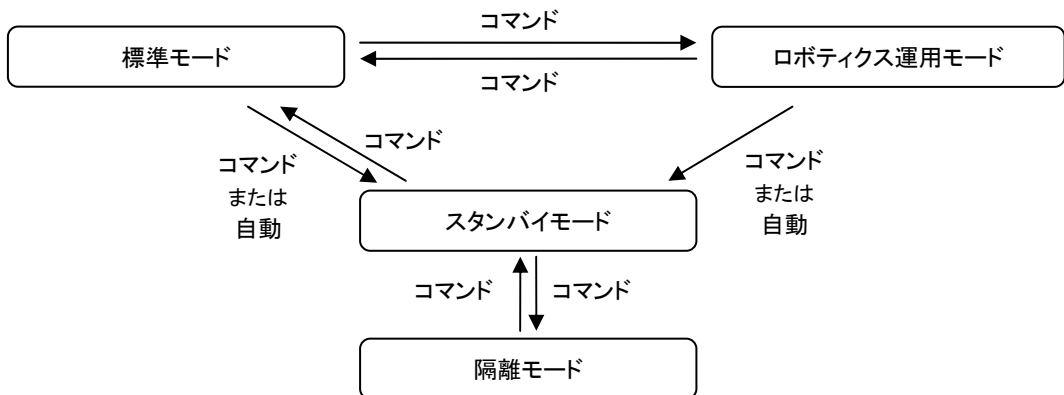 コマンド
標準モード
ロボティクス運用モード
コマンド
コマンド
コマンド
または
自動
コマンド
または
自動
スタンバイモード
コマンド
コマンド
隔離モード